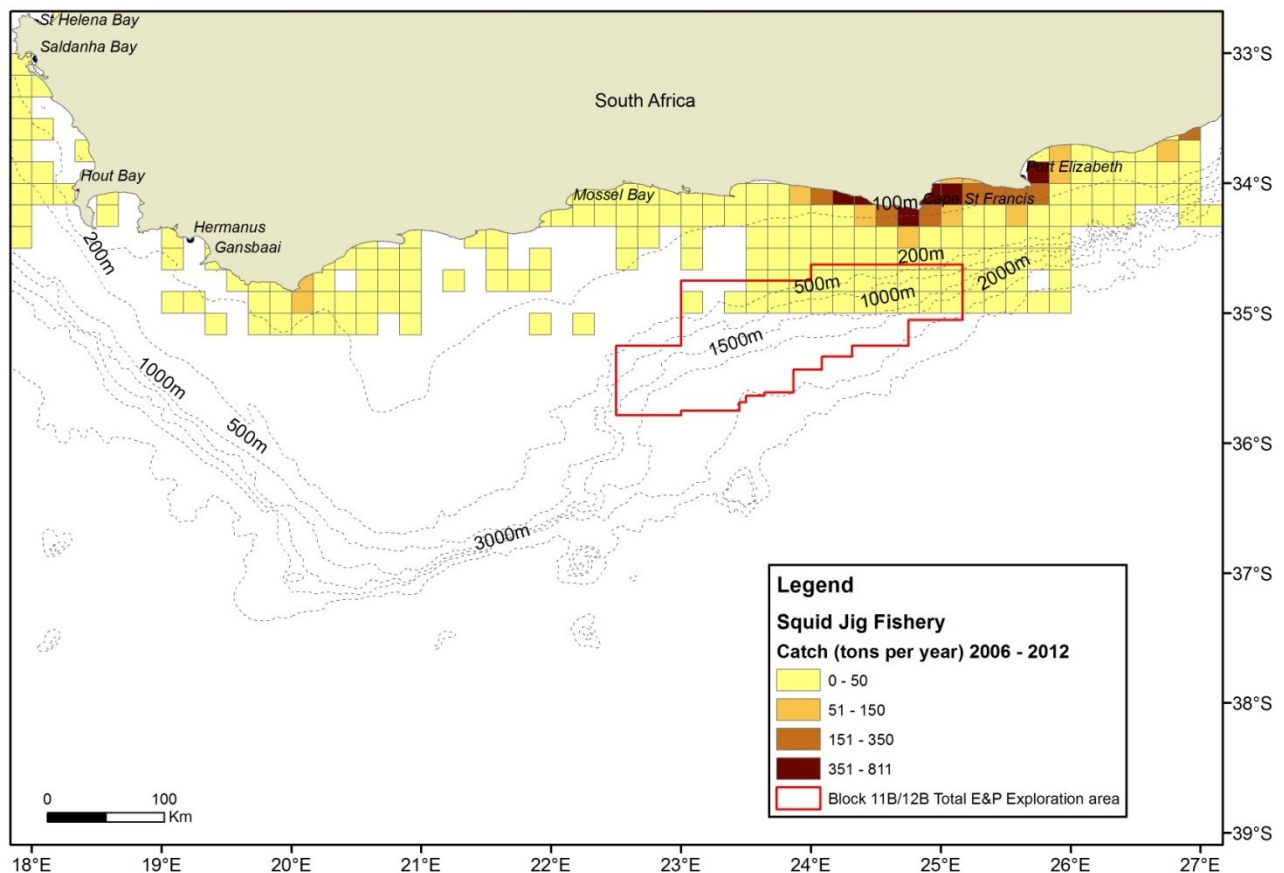 St Helena Bay
Saldanha Bay
33°S
South Africa
Hout Bay
Port Elizabeth
34°S
Mossel Bay
100m
Cape St Francis
Hermanus
Gansbaai
200m
200m
500m
1000m
2000m
35°S
1500m
1000m
500m
36°S
3000m
37°S
Legend
Squid Jig Fishery
Catch (tons per year) 2006 - 2012
0 - 50
51 - 150
151 - 350
351 - 811
Block 11B/12B Total E&P Exploration area
38°S
0 100
Km
39°S
18°E 19°E 20°E 21°E 22°E 23°E 24°E 25°E 26°E 27°E